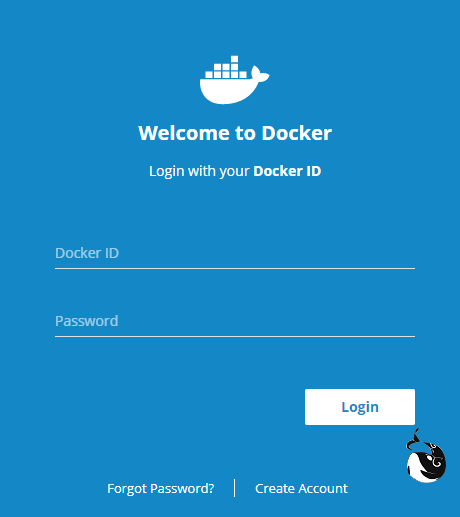 Welcome to Docker
Login with your Docker ID
Docker ID
Password
Login
Forgot Password?
Create Account